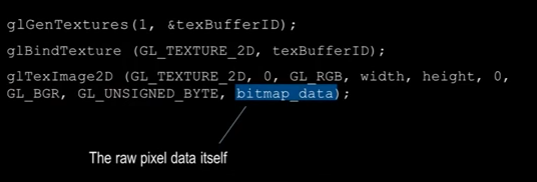 glGenTextures(1, &texBufferID);
glBindTexture (GL_TEXTURE_2D, texBufferID);
glTexImage2D (GL_TEXTURE_2D, 0, GL_RGB, width, height, 0,
GL_BGR, GL_UNSIGNED_BYTE, bitmap_data);
The raw pixel data itself